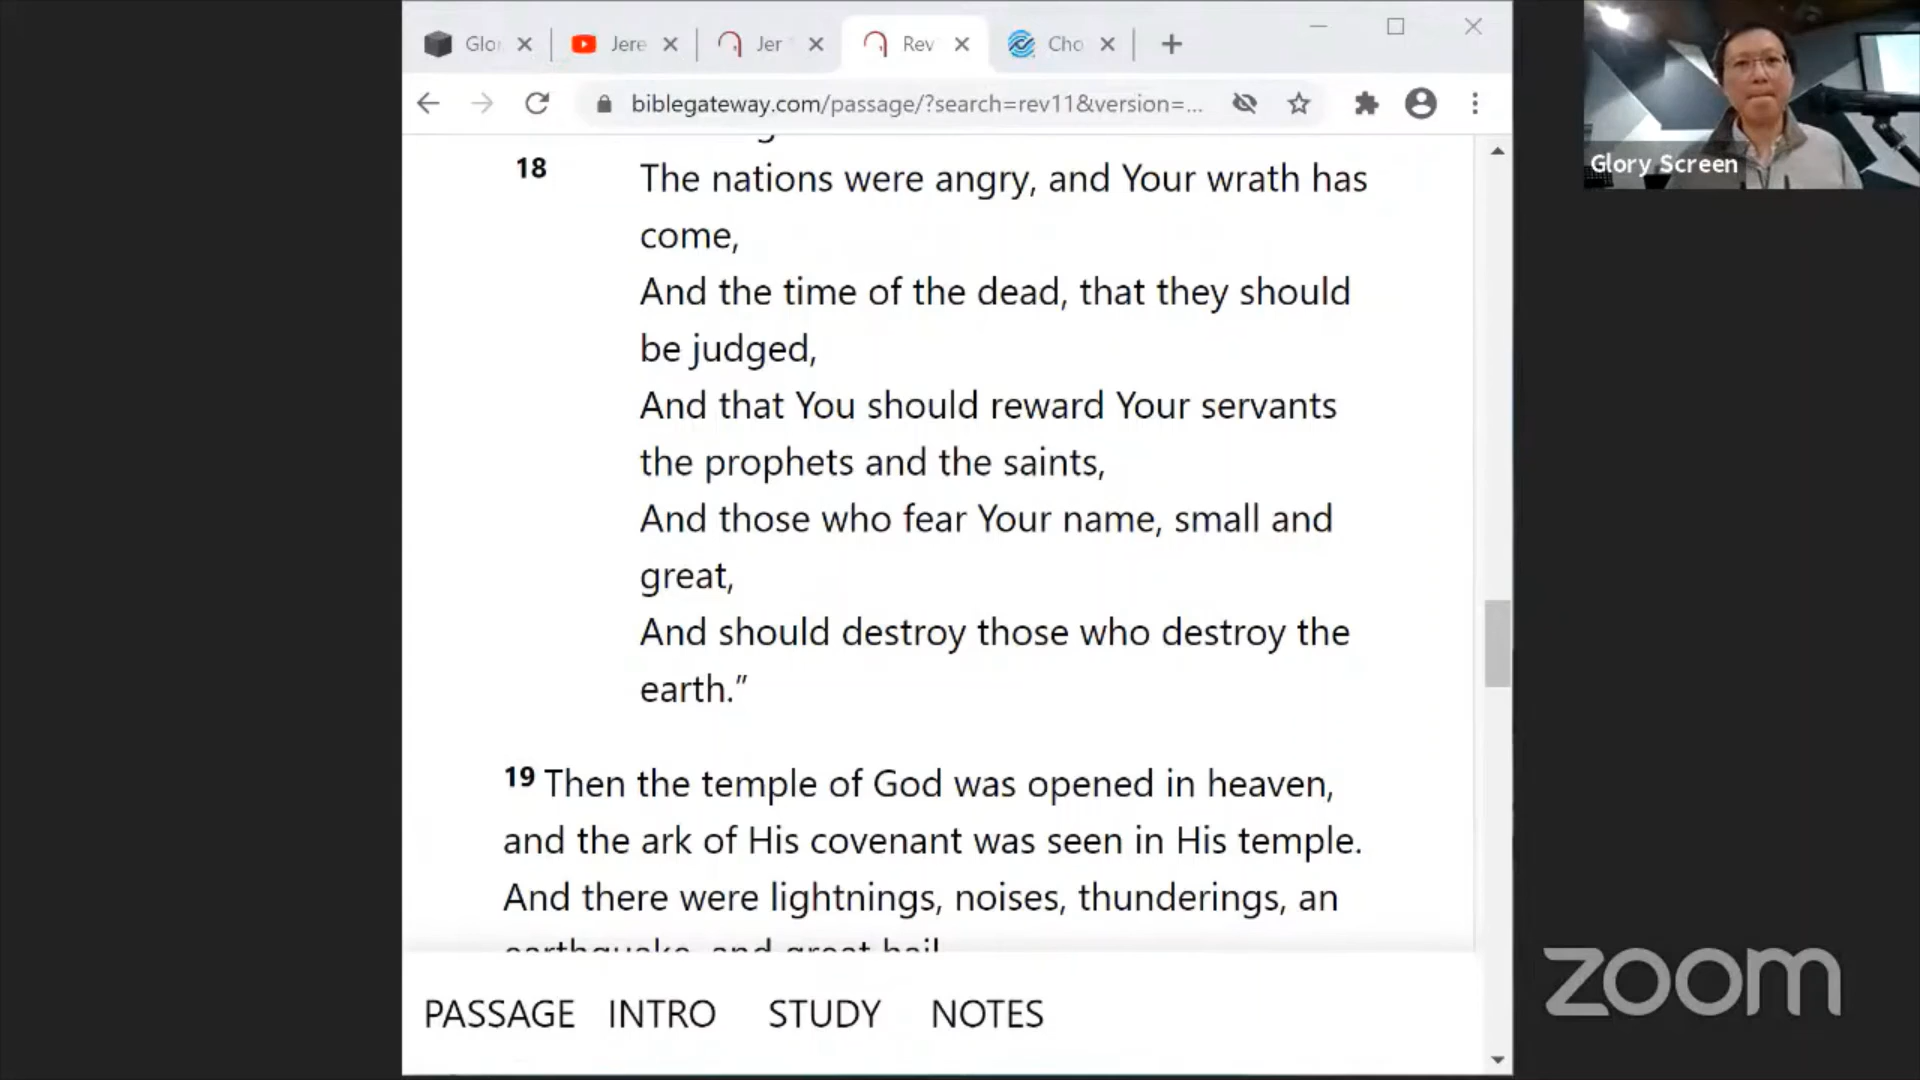 Glo
Jere
Jer
Rev
Cho
biblegateway.com/passage/?search=rev11&version=...
Glory Screen
18 The nations were angry, and Your wrath has
come,
And the time of the dead, that they should
be judged,
And that You should reward Your servants
the prophets and the saints,
And those who fear Your name, small and
great,
And should destroy those who destroy the
earth.”
19 Then the temple of God was opened in heaven,
and the ark of His covenant was seen in His temple.
And there were lightnings, noises, thunderings, an
earthquake, and great hail
PASSAGE INTRO STUDY NOTES
zoom